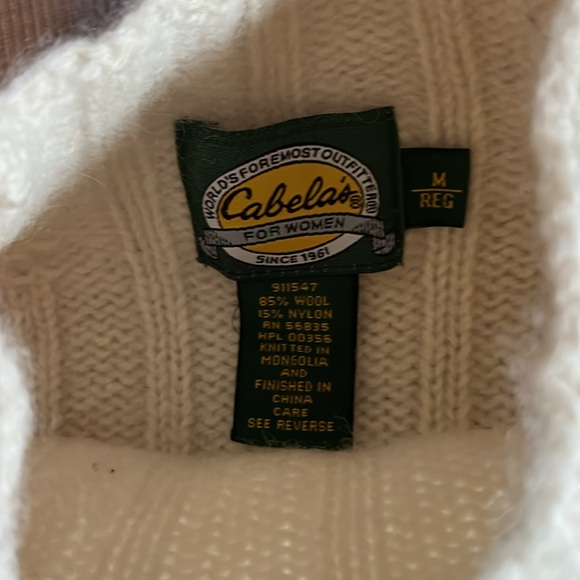 WORLD'S FOREMOST OUTFITTER®
Cabela's®
FOR WOMEN
SINCE 1961
M
REG
911547
85% WOOL
15% NYLON
RN 56835
HPL 00356
KNITTED IN
MONGOLIA
AND
FINISHED IN
CHINA
CARE
SEE REVERSE